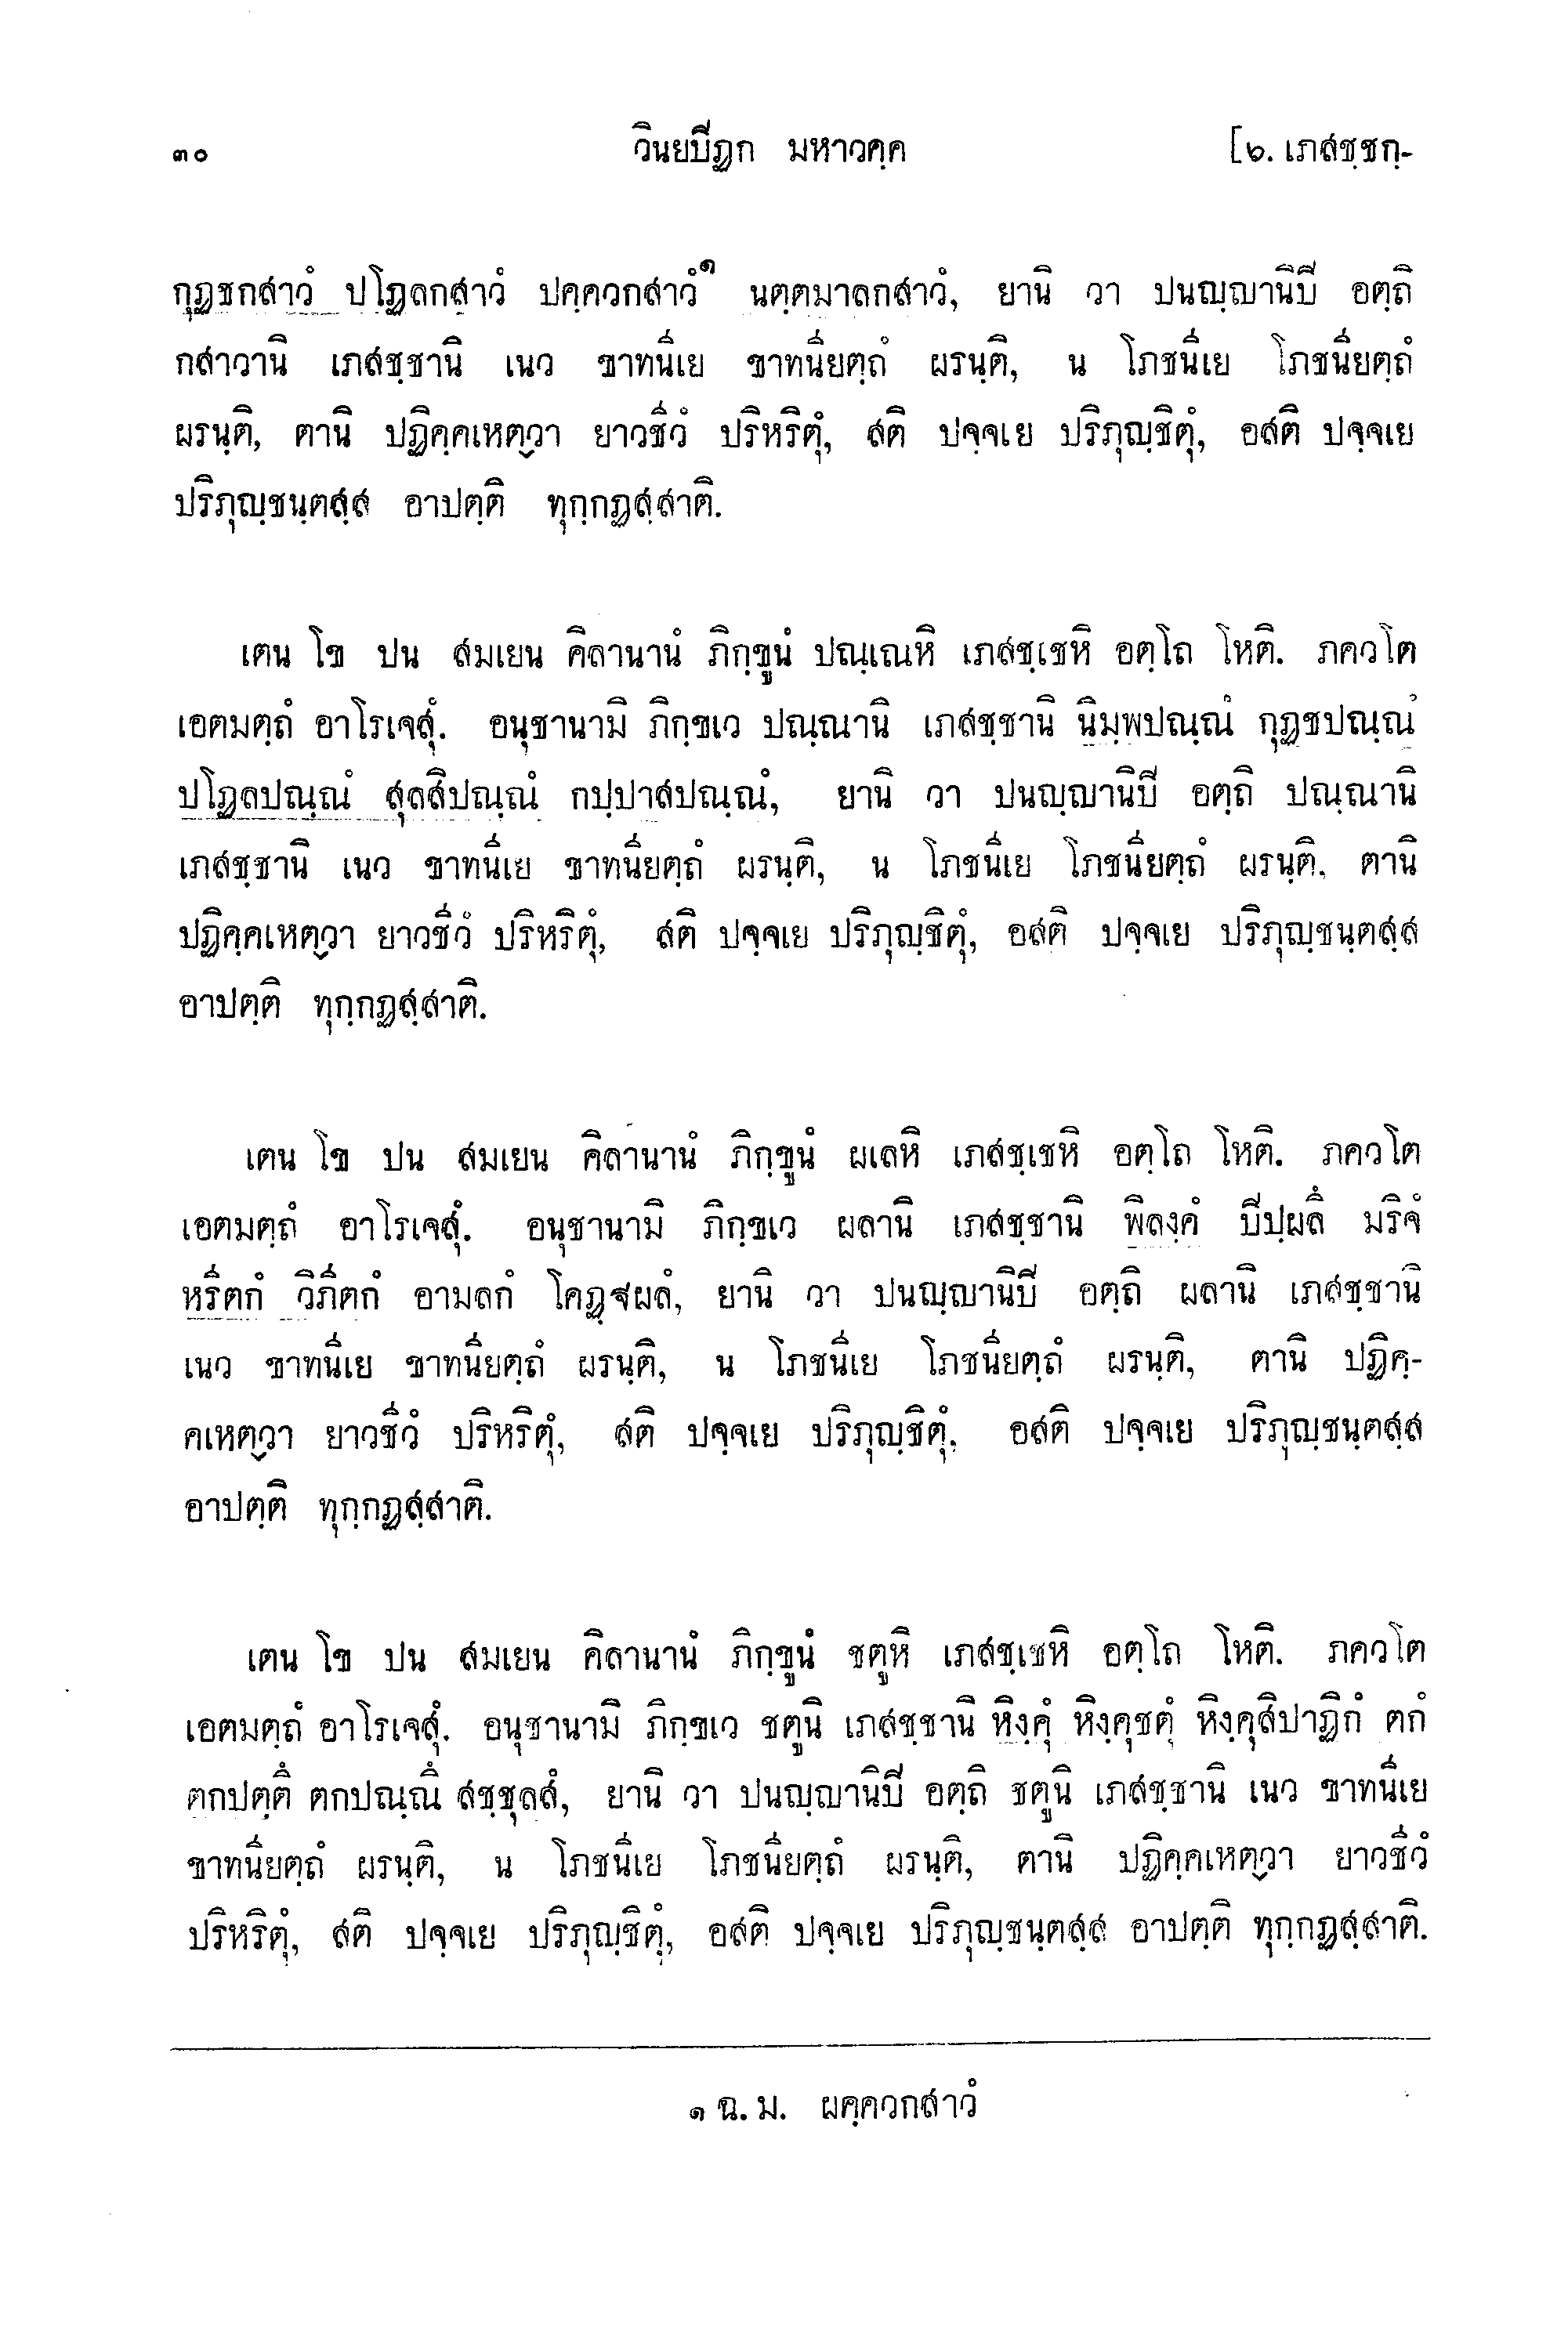 ๓๐ วินยปิฏก มหาวคฺค [๖. เภสชฺชกฺ-
กุฏชกสาวํ ปโฏลกสาวํ ปคฺควกสาวํ๑ นตฺตมาลกสาวํ, ยานิ วา ปนญฺญานิปี อตฺถิ
กสาวานิ เภสชฺชานิ เนว ขาทนีเย ขาทนียตฺถํ ผรนฺติ, น โภชนีเย โภชนียตฺถํ
ผรนฺติ, ตานิ ปฏิคฺคเหตฺวา ยาวชีวํ ปริหริตุํ, สติ ปจฺจเย ปริภุญฺชิตุํ, อสติ ปจฺจเย
ปริภุญฺชนฺตสฺส อาปตฺติ ทุกฺกฏสฺสาติ.
เตน โข ปน สมเยน คิลานานํ ภิกฺขูนํ ปณฺเณหิ เภสชฺเชหิ อตฺโถ โหติ. ภควโต
เอตมตฺถํ อาโรเจสุํ. อนุชานามิ ภิกฺขเว ปณฺณานิ เภสชฺชานิ นิมฺพปณฺณํ กุฏชปณฺณํ
ปโฏลปณฺณํ สุลสิปณฺณํ กปฺปาสปณฺณํ, ยานิ วา ปนญฺญานิปี อตฺถิ ปณฺณานิ
เภสชฺชานิ เนว ขาทนีเย ขาทนียตฺถํ ผรนฺติ, น โภชนีเย โภชนียตฺถํ ผรนฺติ, ตานิ
ปฏิคฺคเหตฺวา ยาวชีวํ ปริหริตุํ, สติ ปจฺจเย ปริภุญฺชิตุํ, อสติ ปจฺจเย ปริภุญฺชนฺตสฺส
อาปตฺติ ทุกฺกฏสฺสาติ.
เตน โข ปน สมเยน คิลานานํ ภิกฺขูนํ ผเลหิ เภสชฺเชหิ อตฺโถ โหติ. ภควโต
เอตมตฺถํ อาโรเจสุํ. อนุชานามิ ภิกฺขเว ผลานิ เภสชฺชานิ พิลงฺคํ ปีปฺผลึ มริจํ
หรีตกํ วิภีตกํ อามลกํ โคฏฺฐผลํ, ยานิ วา ปนญฺญานิปี อตฺถิ ผลานิ เภสชฺชานิ
เนว ขาทนีเย ขาทนียตฺถํ ผรนฺติ, น โภชนีเย โภชนียตฺถํ ผรนฺติ, ตานิ ปฏิคฺ-
คเหตฺวา ยาวชีวํ ปริหริตุํ, สติ ปจฺจเย ปริภุญฺชิตุํ, อสติ ปจฺจเย ปริภุญฺชนฺตสฺส
อาปตฺติ ทุกฺกฏสฺสาติ.
เตน โข ปน สมเยน คิลานานํ ภิกฺขูนํ ชตูหิ เภสชฺเชหิ อตฺโถ โหติ. ภควโต
เอตมตฺถํ อาโรเจสุํ. อนุชานามิ ภิกฺขเว ชตูนิ เภสชฺชานิ หิงฺคุํ หิงฺคุชตุํ หิงฺคุสิปาฏิกํ ตกํ
ตกปตฺตึ ตกปณฺณึ สชฺชุลสํ, ยานิ วา ปนญฺญานิปี อตฺถิ ชตูนิ เภสชฺชานิ เนว ขาทนีเย
ขาทนียตฺถํ ผรนฺติ, น โภชนีเย โภชนียตฺถํ ผรนฺติ, ตานิ ปฏิคฺคเหตฺวา ยาวชีวํ
ปริหริตุํ, สติ ปจฺจเย ปริภุญฺชิตุํ, อสติ ปจฺจเย ปริภุญฺชนฺตสฺส อาปตฺติ ทุกฺกฏสฺสาติ.
๑ ฉ. ม. ผคฺควกสาวํ